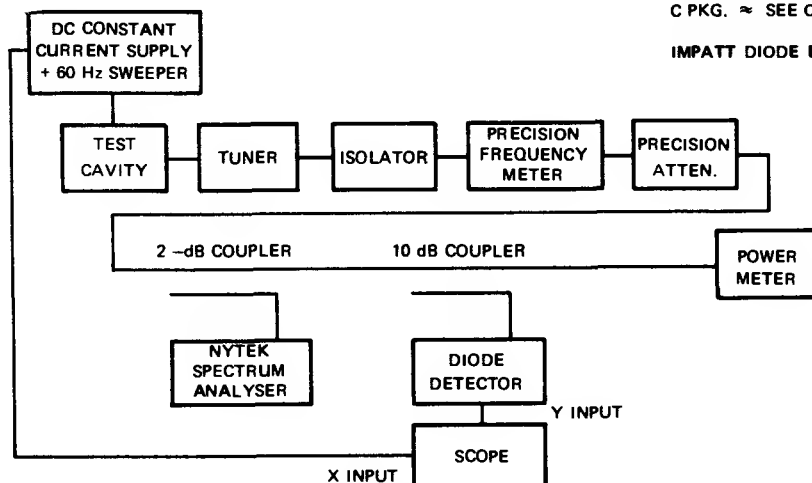 C PKG. ≈ SEE
IMPATT DIODE
DC CONSTANT
CURRENT SUPPLY
+ 60 Hz SWEEPER
TEST
CAVITY
TUNER
ISOLATOR
PRECISION
FREQUENCY
METER
PRECISION
ATTEN.
2 –dB COUPLER
10 dB COUPLER
POWER
METER
NYTEK
SPECTRUM
ANALYSER
DIODE
DETECTOR
Y INPUT
SCOPE
X INPUT